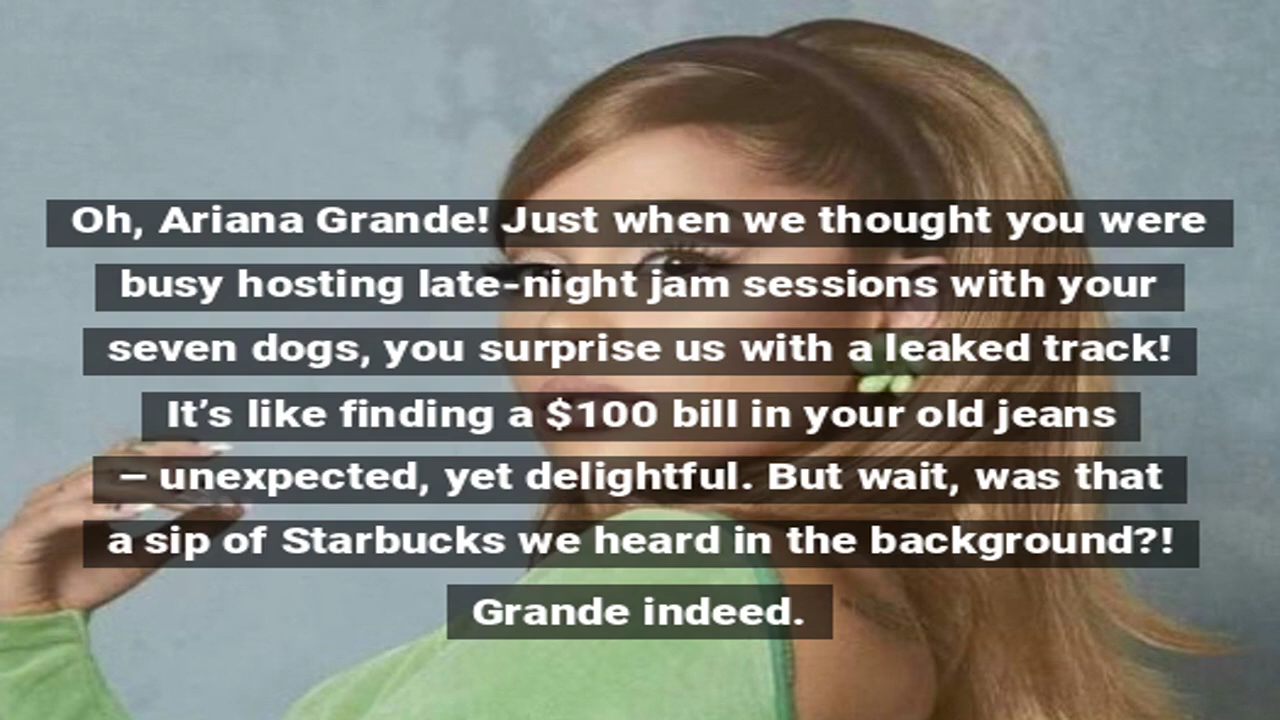 Oh, Ariana Grande! Just when we thought you were
busy hosting late-night jam sessions with your
seven dogs, you surprise us with a leaked track!
It's like finding a $100 bill in your old jeans
– unexpected, yet delightful. But wait, was that
a sip of Starbucks we heard in the background?!
Grande indeed.